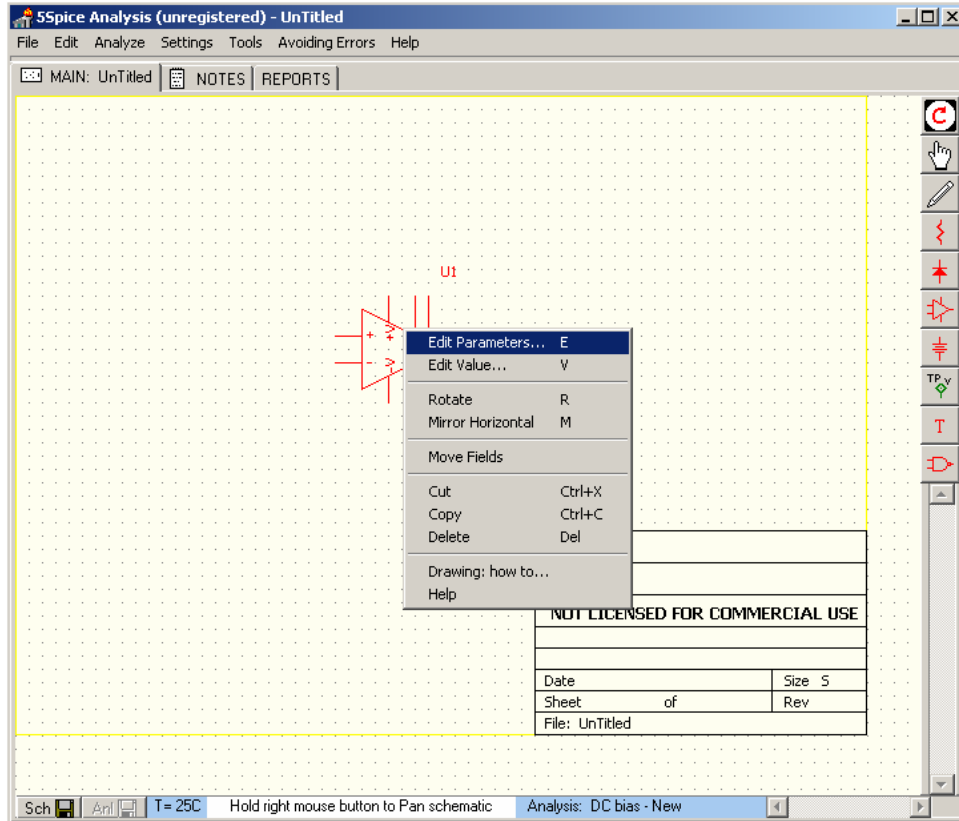 5Spice Analysis (unregistered) - UnTitled
File Edit Analyze Settings Tools Avoiding Errors Help
MAIN: UnTitled NOTES REPORTS
C
U1
+ +
-
Edit Parameters... E
Edit Value... V
TP v
Rotate R
Mirror Horizontal M
T
Move Fields
Cut Ctrl+X
Copy Ctrl+C
Delete Del
Drawing: how to...
Help
NOT LICENSED FOR COMMERCIAL USE
Date Size S
Sheet of Rev
File: UnTitled
Sch Anl T= 25C Hold right mouse button to Pan schematic Analysis: DC bias - New